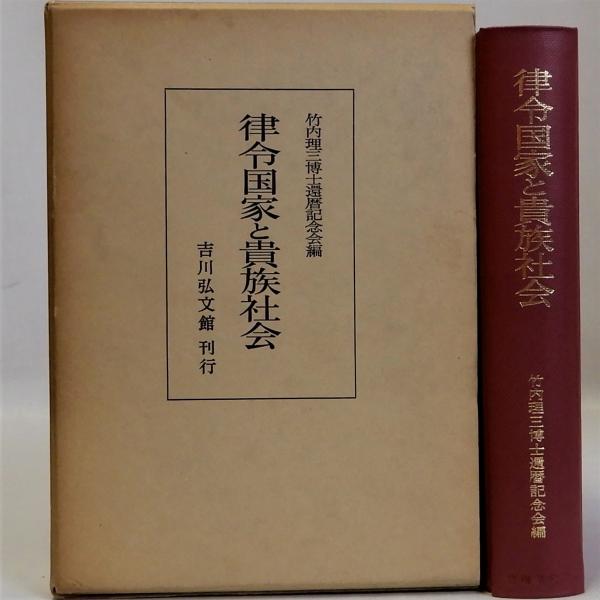 竹内理三博士還暦記念会編
律令国家と貴族社会
吉川弘文館 刊行
律令国家と貴族社会
竹内理三博士還暦記念会編